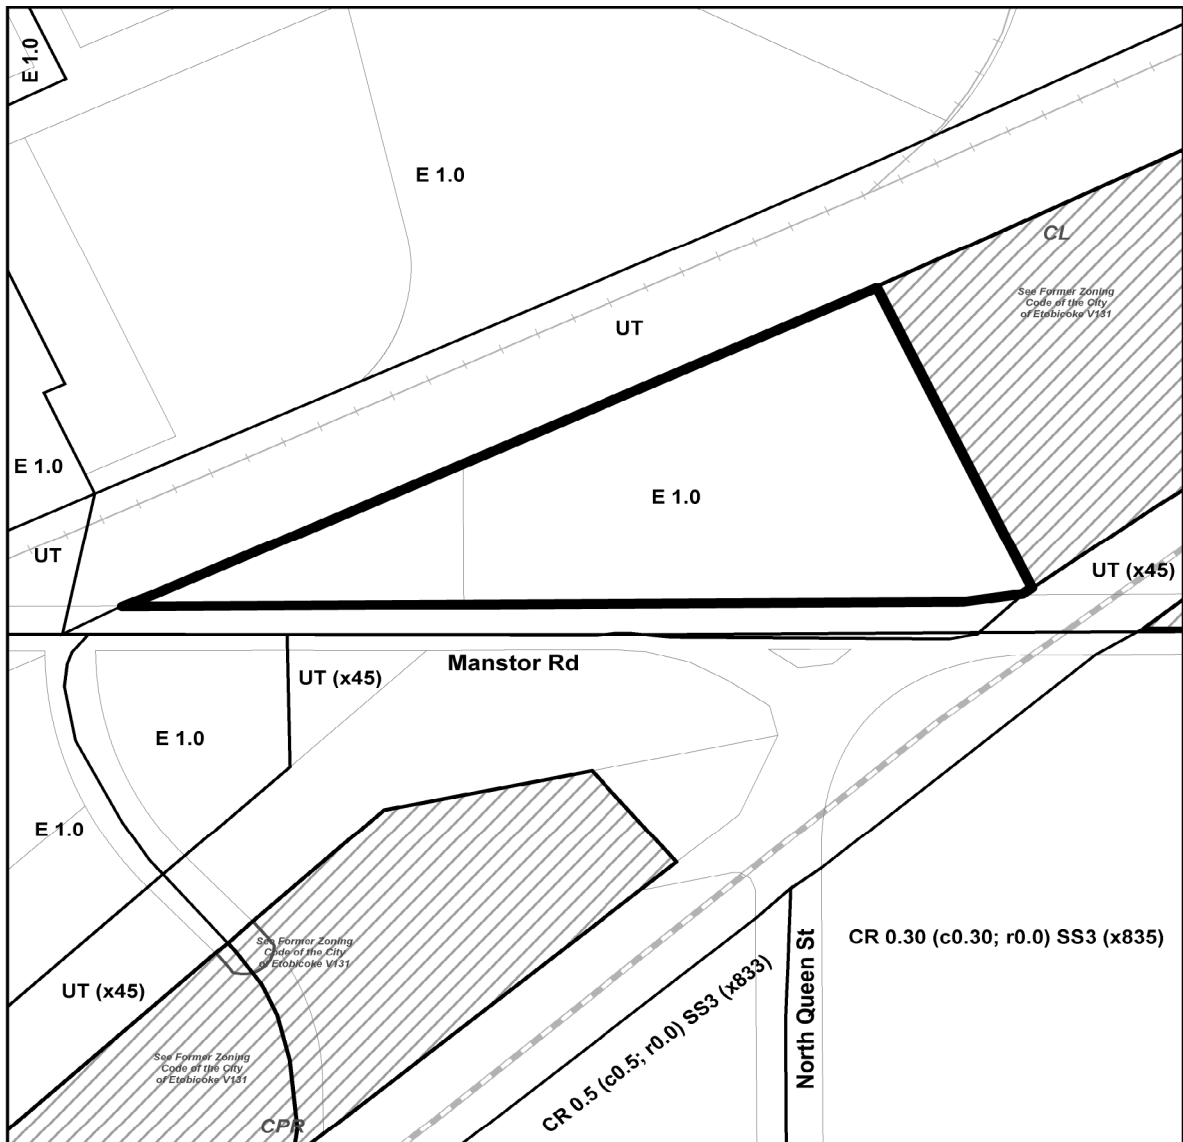 E 1.0
E 1.0
CL
See Former Zoning
Code of the City
of Etobicoke V131
UT
E 1.0
E 1.0
UT
UT (x45)
Manstor Rd
UT (x45)
E 1.0
E 1.0
See Former Zoning
Code of the City
of Etobicoke V131
CR 0.30 (c0.30; r0.0) SS3 (x835)
UT (x45)
North Queen St
CR 0.5 (c0.5; r0.0) SS3 (x833)
See Former Zoning
Code of the City
of Etobicoke V131
CPR